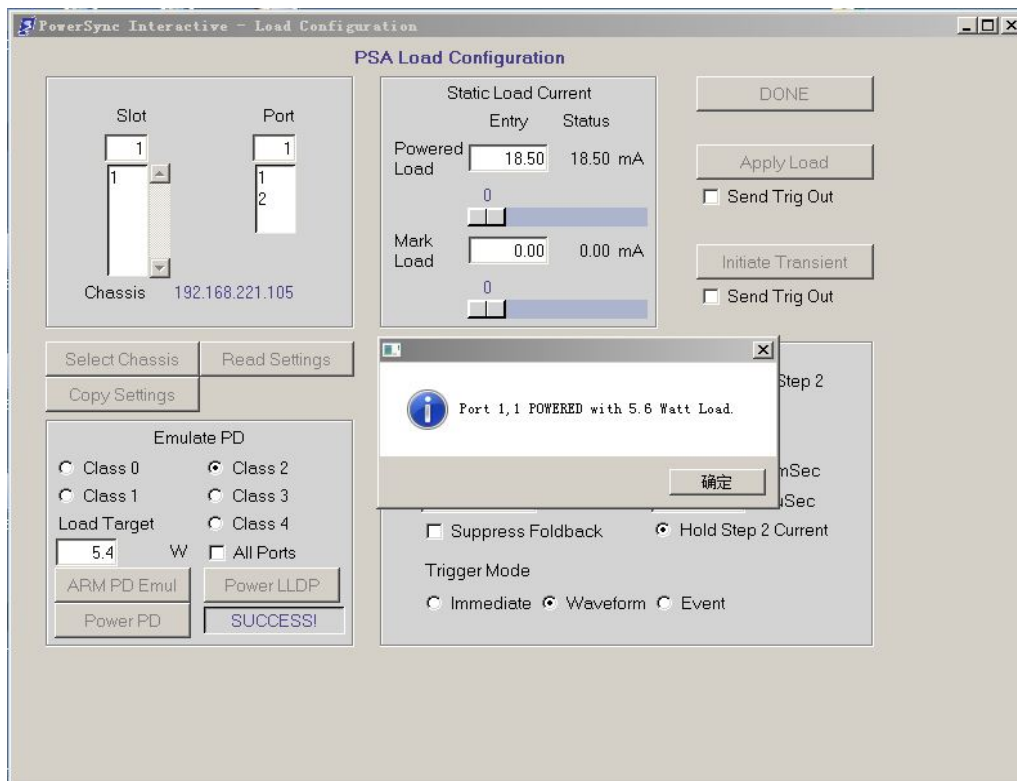 PowerSync Interactive - Load Configuration
PSA Load Configuration
Slot Port
1 1
1 1
2
Chassis 192.168.221.105
Static Load Current
Entry Status
Powered Load 18.50 18.50 mA
0
Mark Load 0.00 0.00 mA
0
DONE
Apply Load
Send Trig Out
Initiate Transient
Send Trig Out
Select Chassis Read Settings
Copy Settings
Port 1,1 POWERED with 5.6 Watt Load.
确定
Step 2
mSec
uSec
Emulate PD
Class 0 Class 2
Class 1 Class 3
Load Target Class 4
5.4 W All Ports
ARM PD Emul Power LLDP
Power PD SUCCESS!
Suppress Foldback Hold Step 2 Current
Trigger Mode
Immediate Waveform Event